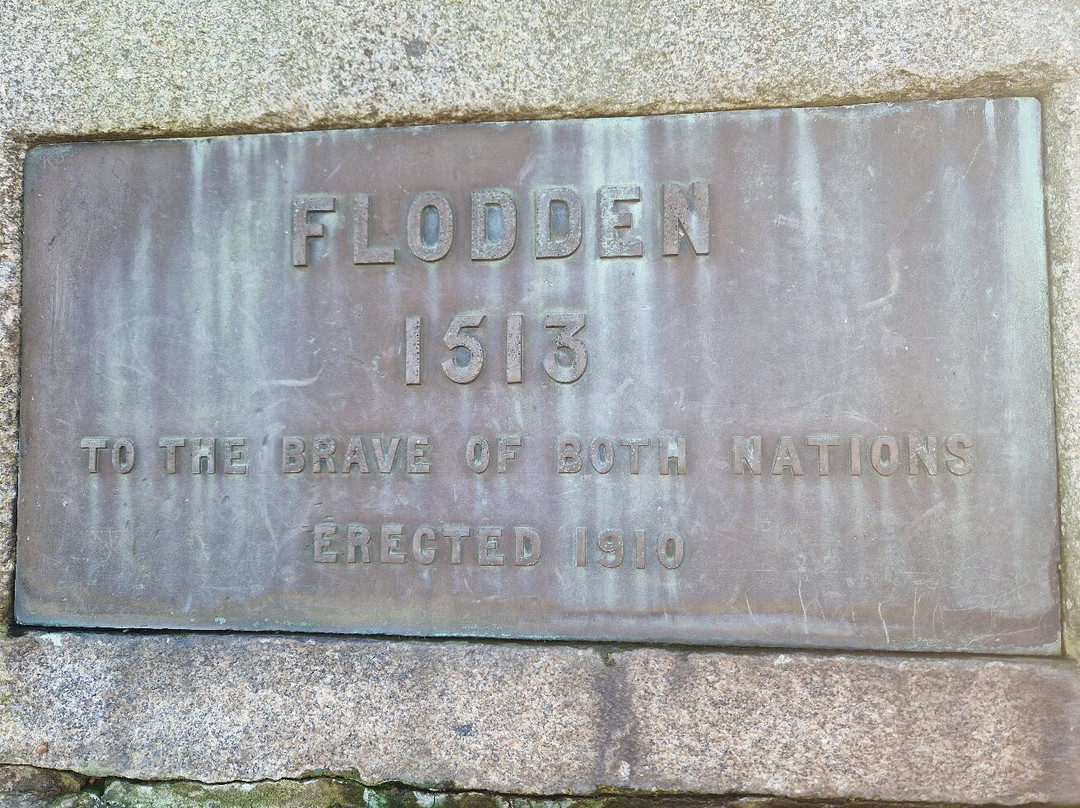 FLODDEN
1513
TO THE BRAVE OF BOTH NATIONS
ERECTED 1910